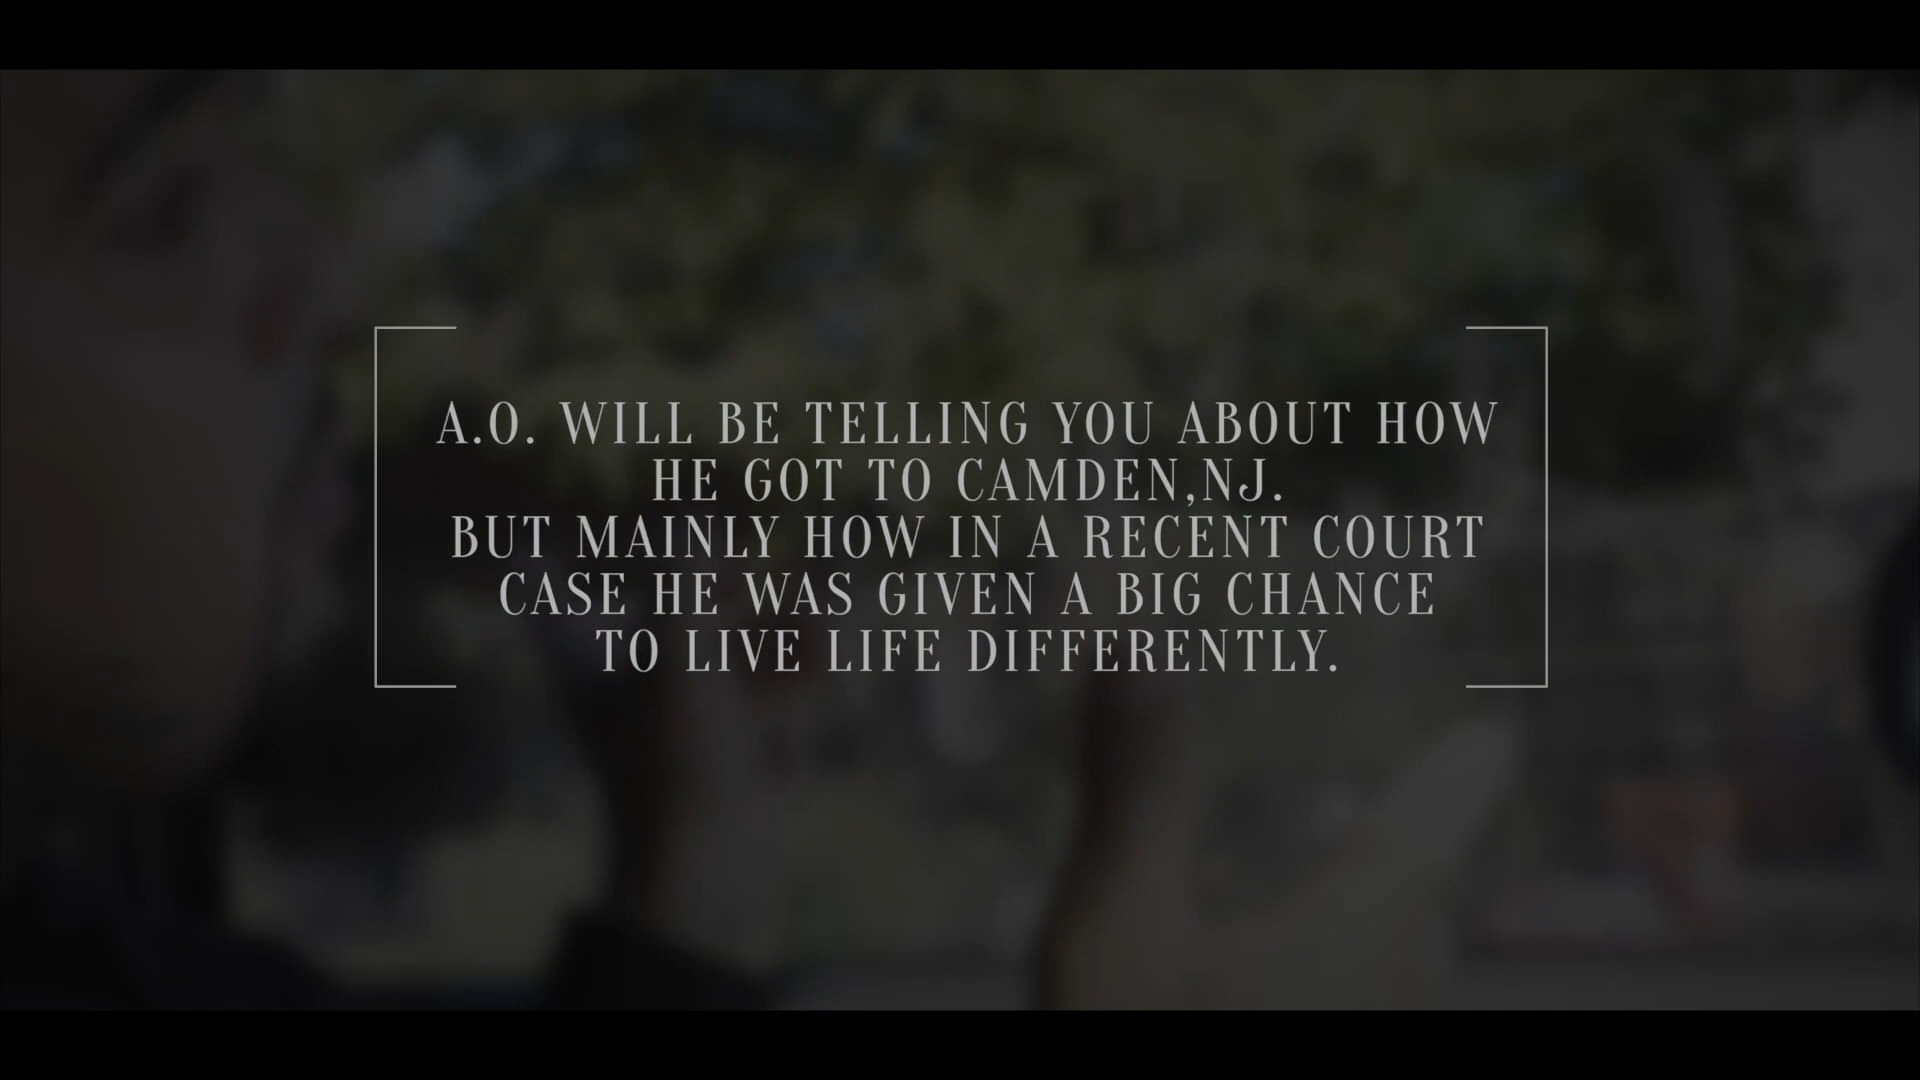 A.O. WILL BE TELLING YOU ABOUT HOW
HE GOT TO CAMDEN,NJ.
BUT MAINLY HOW IN A RECENT COURT
CASE HE WAS GIVEN A BIG CHANCE
TO LIVE LIFE DIFFERENTLY.